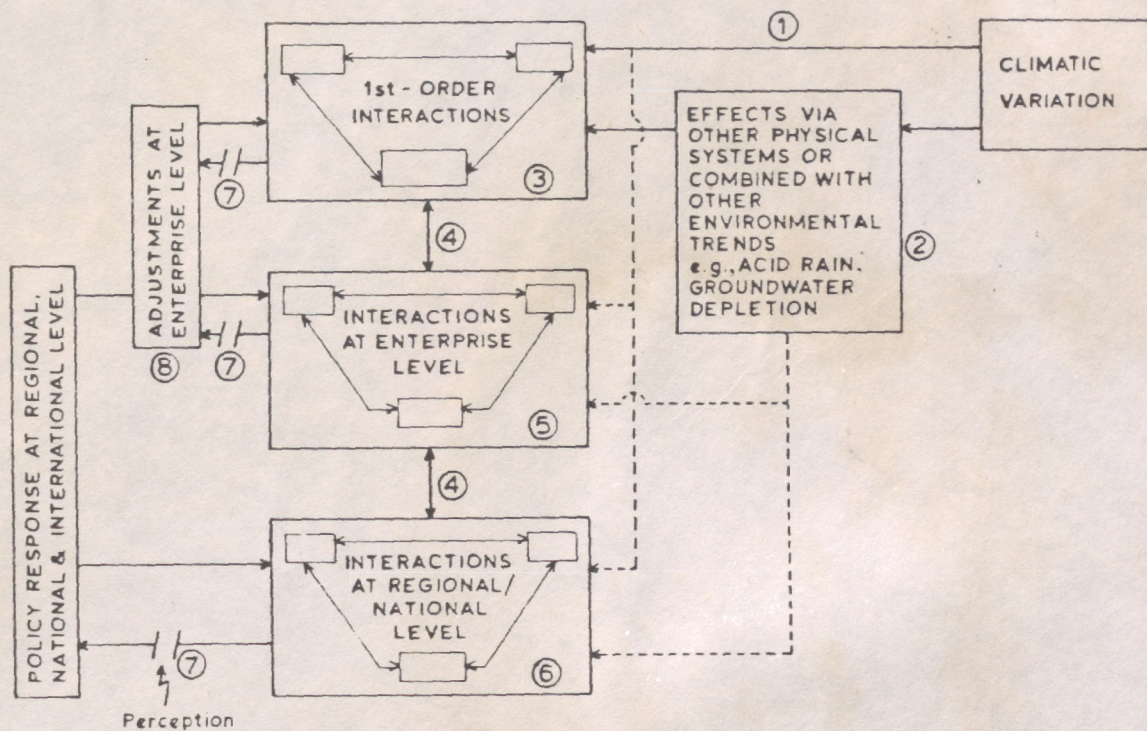 ①
CLIMATIC
VARIATION
1st - ORDER
INTERACTIONS
③
EFFECTS VIA
OTHER PHYSICAL
SYSTEMS OR
COMBINED WITH
OTHER
ENVIRONMENTAL
TRENDS
e.g., ACID RAIN.
GROUNDWATER
DEPLETION
②
ADJUSTMENTS AT
ENTERPRISE LEVEL
⑧
⑦
④
INTERACTIONS
AT ENTERPRISE
LEVEL
⑤
⑦
④
POLICY RESPONSE AT REGIONAL,
NATIONAL & INTERNATIONAL LEVEL
INTERACTIONS
AT REGIONAL/
NATIONAL
LEVEL
⑥
⑦
Perception